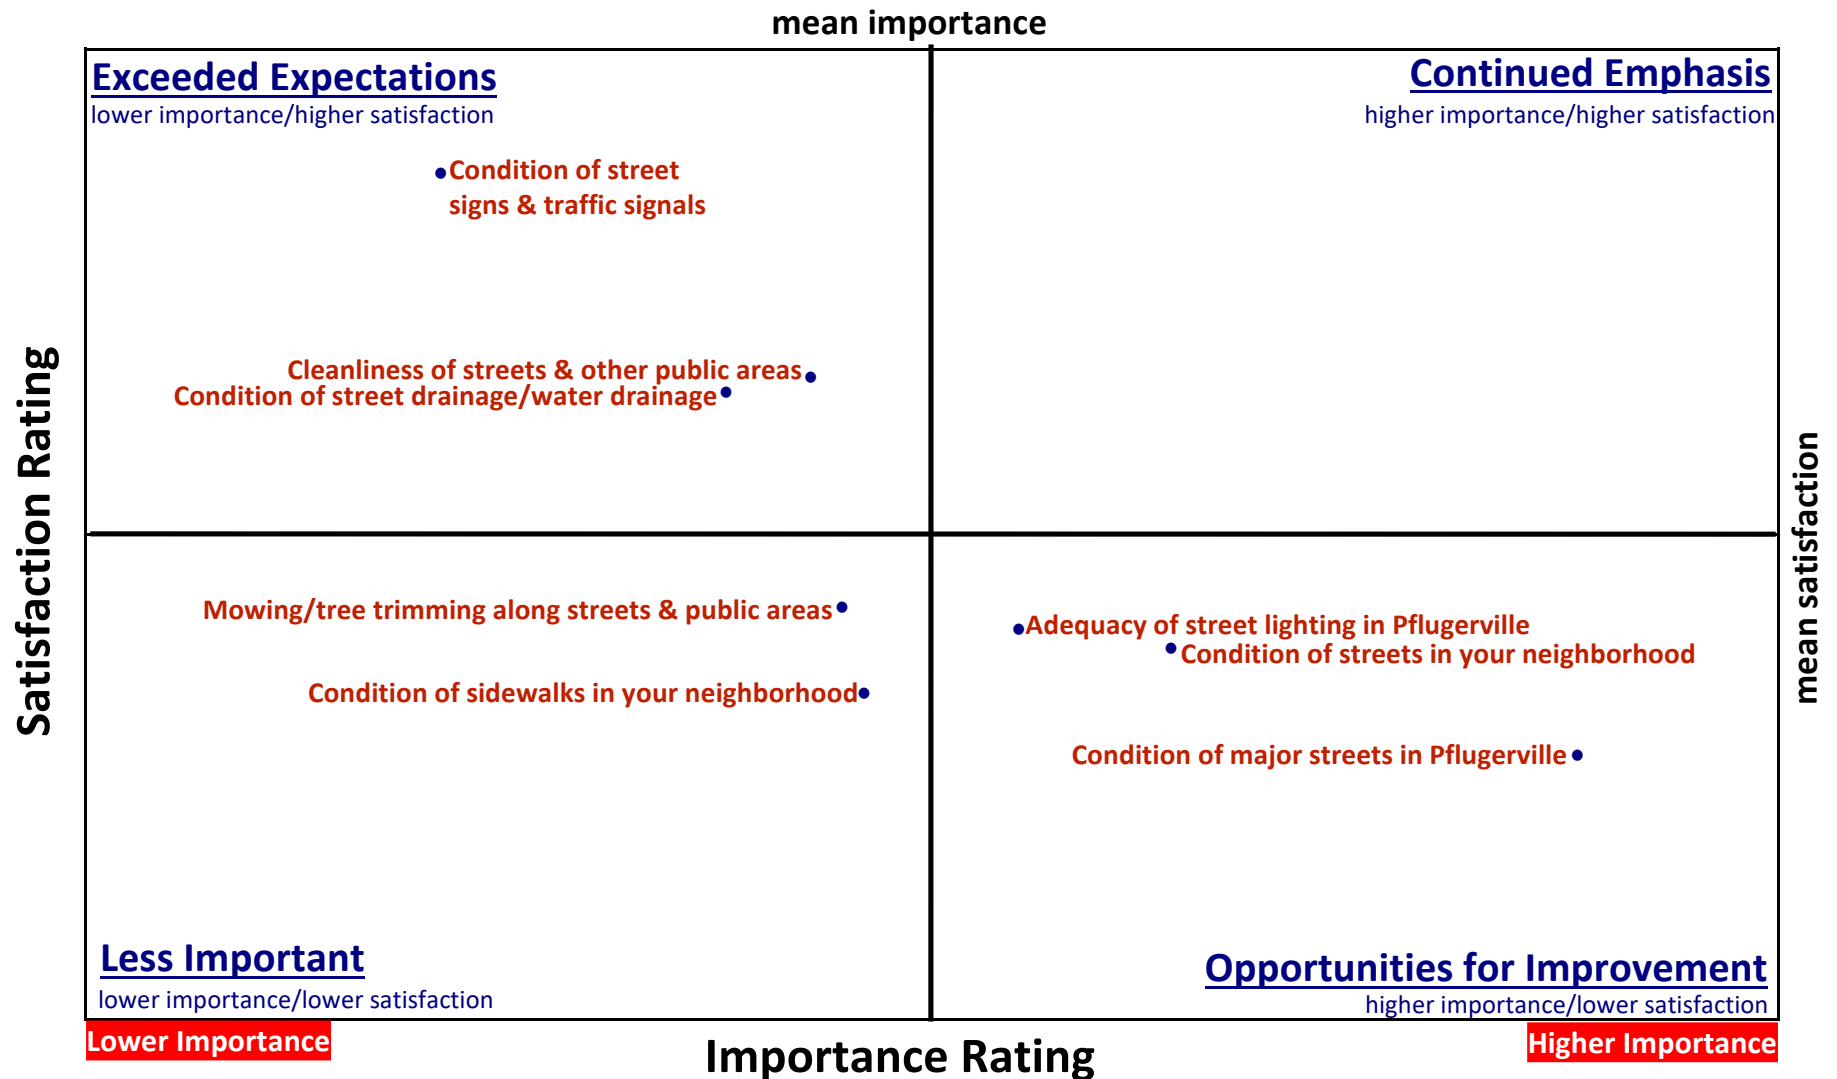 mean importance
Exceeded Expectations
lower importance/higher satisfaction
Continued Emphasis
higher importance/higher satisfaction
Condition of street
signs & traffic signals
Cleanliness of streets & other public areas
Condition of street drainage/water drainage
Satisfaction Rating
mean satisfaction
Mowing/tree trimming along streets & public areas
Adequacy of street lighting in Pflugerville
Condition of streets in your neighborhood
Condition of sidewalks in your neighborhood
Condition of major streets in Pflugerville
Less Important
lower importance/lower satisfaction
Opportunities for Improvement
higher importance/lower satisfaction
Lower Importance
Importance Rating
Higher Importance